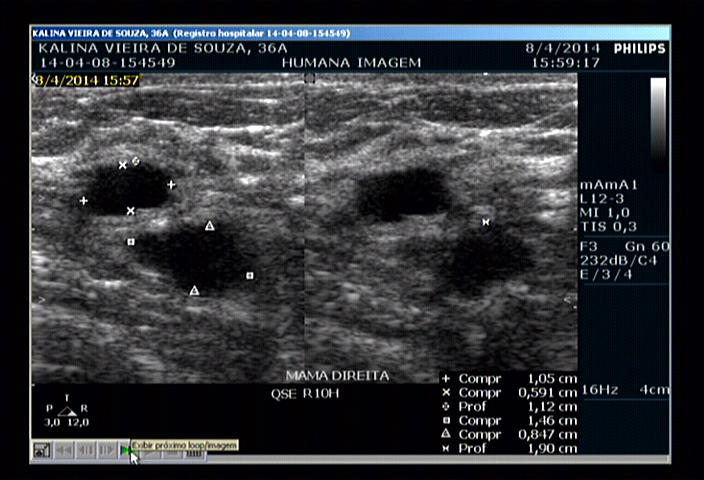 KALINA VIEIRA DE SOUZA, 36A (Registro hospitalar 14-04-08-154549)
KALINA VIEIRA DE SOUZA, 36A 8/4/2014 PHILIPS
14-04-08-154549 HUMANA IMAGEM 15:59:17
8/4/2014 15:57
mAmA1
L12-3
MI 1,0
TIS 0,3
F3 Gn 60
232dB/C4
E/3/4
MAMA DIREITA
QSE R10H
+ Compr 1,05 cm
× Compr 0,591 cm
Prof 1,12 cm
Compr 1,46 cm
Compr 0,847 cm
Prof 1,90 cm
16Hz 4cm
T
P R
3,0 12,0
Exibir próximo loop/imagem